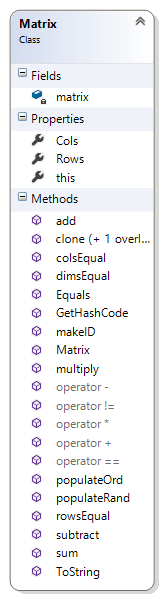 Matrix
Class
Fields
matrix
Properties
Cols
Rows
this
Methods
add
clone (+ 1 overl...
colsEqual
dimsEqual
Equals
GetHashCode
makeID
Matrix
multiply
operator -
operator !=
operator *
operator +
operator ==
populateOrd
populateRand
rowsEqual
subtract
sum
ToString